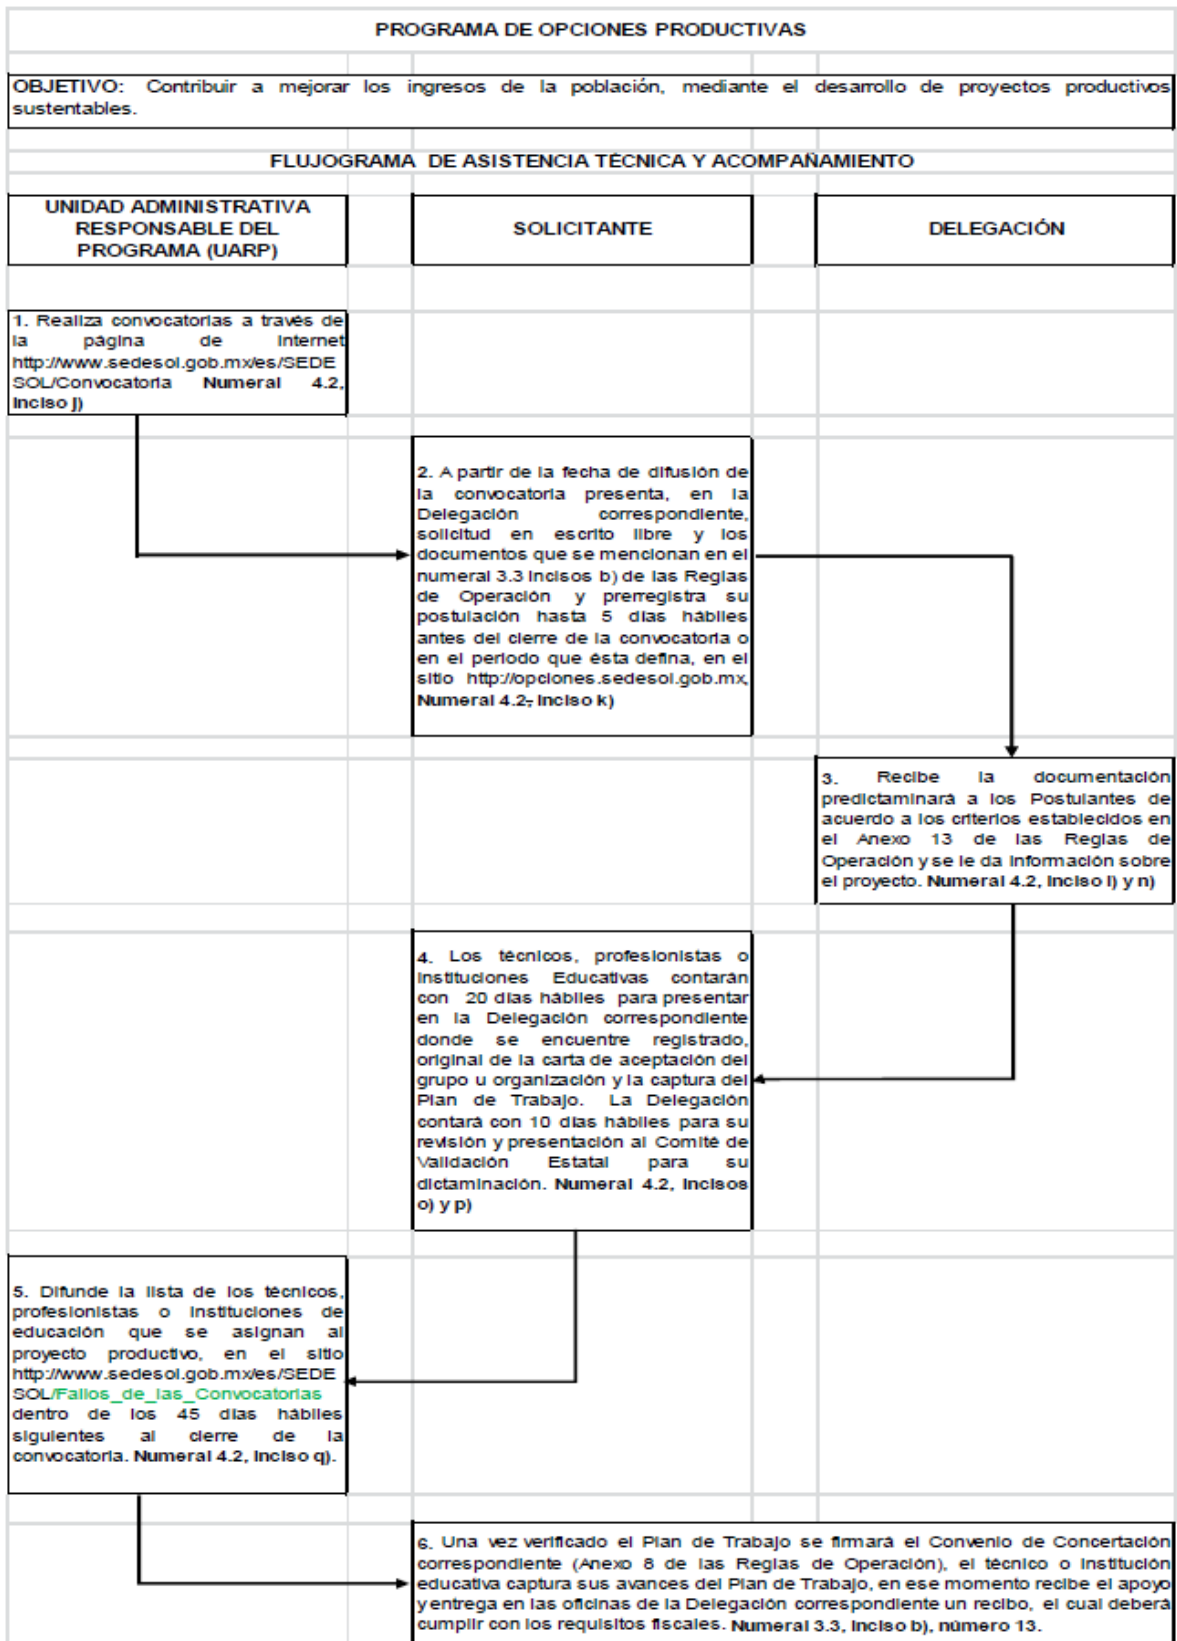 PROGRAMA DE OPCIONES PRODUCTIVAS
OBJETIVO: Contribuir a mejorar los ingresos de la población, mediante el desarrollo de proyectos productivos
sustentables.
FLUJOGRAMA DE ASISTENCIA TÉCNICA Y ACOMPAÑAMIENTO
UNIDAD ADMINISTRATIVA
RESPONSABLE DEL
PROGRAMA (UARP)
SOLICITANTE
DELEGACIÓN
1. Realiza convocatorias a través de
la página de Internet
http://www.sedesol.gob.mx/es/SEDE
SOL/Convocatoria Numeral 4.2,
Inciso j)
2. A partir de la fecha de difusión de
la convocatoria presenta, en la
Delegación correspondiente,
solicitud en escrito libre y los
documentos que se mencionan en el
numeral 3.3 Incisos b) de las Reglas
de Operación y prerregistra su
postulación hasta 5 días hábiles
antes del cierre de la convocatoria o
en el periodo que ésta defina, en el
sitio http://opciones.sedesol.gob.mx,
Numeral 4.2, Inciso k)
3. Recibe la documentación
predictaminará a los Postulantes de
acuerdo a los criterios establecidos en
el Anexo 13 de las Reglas de
Operación y se le da información sobre
el proyecto. Numeral 4.2, Inciso l) y n)
4. Los técnicos, profesionistas o
Instituciones Educativas contarán
con 20 días hábiles para presentar
en la Delegación correspondiente
donde se encuentre registrado,
original de la carta de aceptación del
grupo u organización y la captura del
Plan de Trabajo. La Delegación
contará con 10 días hábiles para su
revisión y presentación al Comité de
Validación Estatal para su
dictaminación. Numeral 4.2, Incisos
o) y p)
5. Difunde la lista de los técnicos,
profesionistas o Instituciones de
educación que se asignan al
proyecto productivo, en el sitio
http://www.sedesol.gob.mx/es/SEDE
SOL/Fallos_de_las_Convocatorias
dentro de los 45 días hábiles
siguientes al cierre de la
convocatoria. Numeral 4.2, Inciso q).
6. Una vez verificado el Plan de Trabajo se firmará el Convenio de Concertación
correspondiente (Anexo 8 de las Reglas de Operación), el técnico o Institución
educativa captura sus avances del Plan de Trabajo, en ese momento recibe el apoyo
y entrega en las oficinas de la Delegación correspondiente un recibo, el cual deberá
cumplir con los requisitos fiscales. Numeral 3.3, Inciso b), número 13.